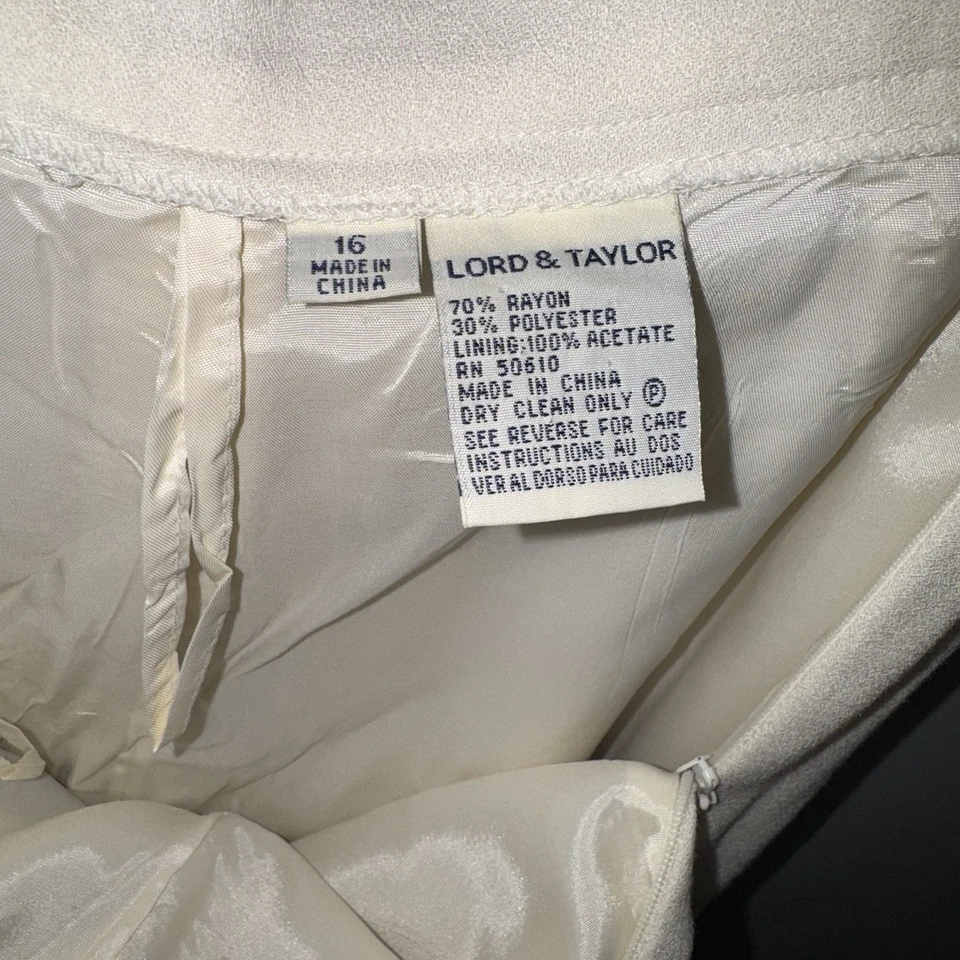 16
MADE IN
CHINA
LORD & TAYLOR
70% RAYON
30% POLYESTER
LINING:100% ACETATE
RN 50610
MADE IN CHINA
DRY CLEAN ONLY Ⓟ
SEE REVERSE FOR CARE
INSTRUCTIONS AU DOS
VER AL DORSO PARA CUIDADO